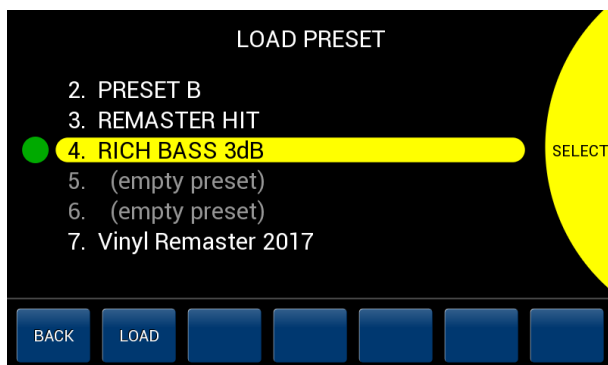 LOAD PRESET
2. PRESET B
3. REMASTER HIT
4. RICH BASS 3dB
SELECT
5. (empty preset)
6. (empty preset)
7. Vinyl Remaster 2017
BACK
LOAD